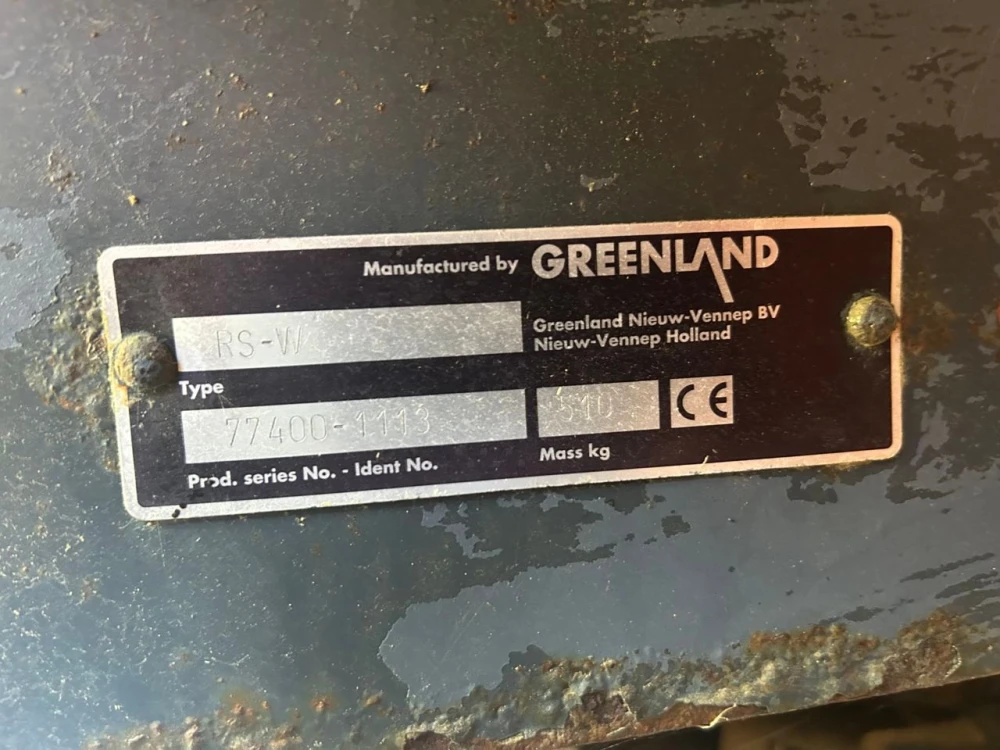 Manufactured by GREENLAND
Greenland Nieuw-Vennep BV
Nieuw-Vennep Holland
RS-W
Type
77400-1113
510
CE
Prod. series No. - Ident No.
Mass kg